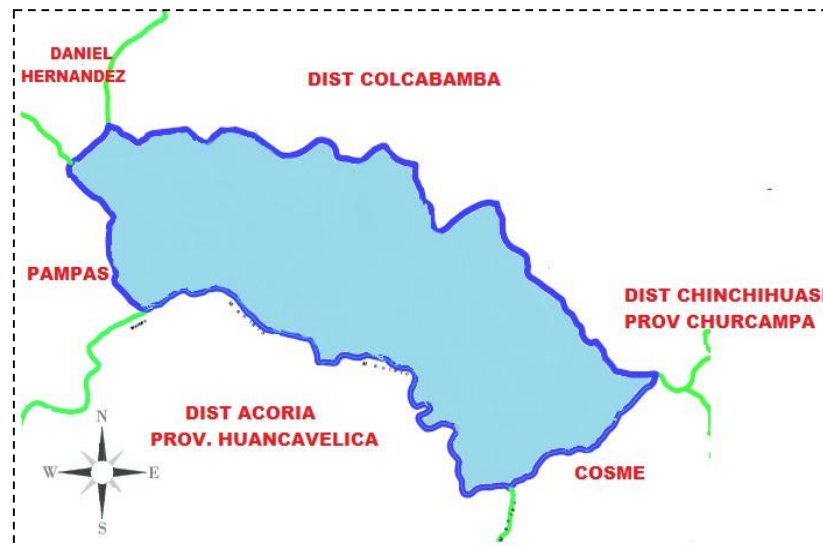 DANIEL
HERNANDEZ
DIST COLCABAMBA
PAMPAS
DIST CHINCHIHUASI
PROV CHURCAMPA
DIST ACORIA
PROV. HUANCAVELICA
COSME
N
W
E
S